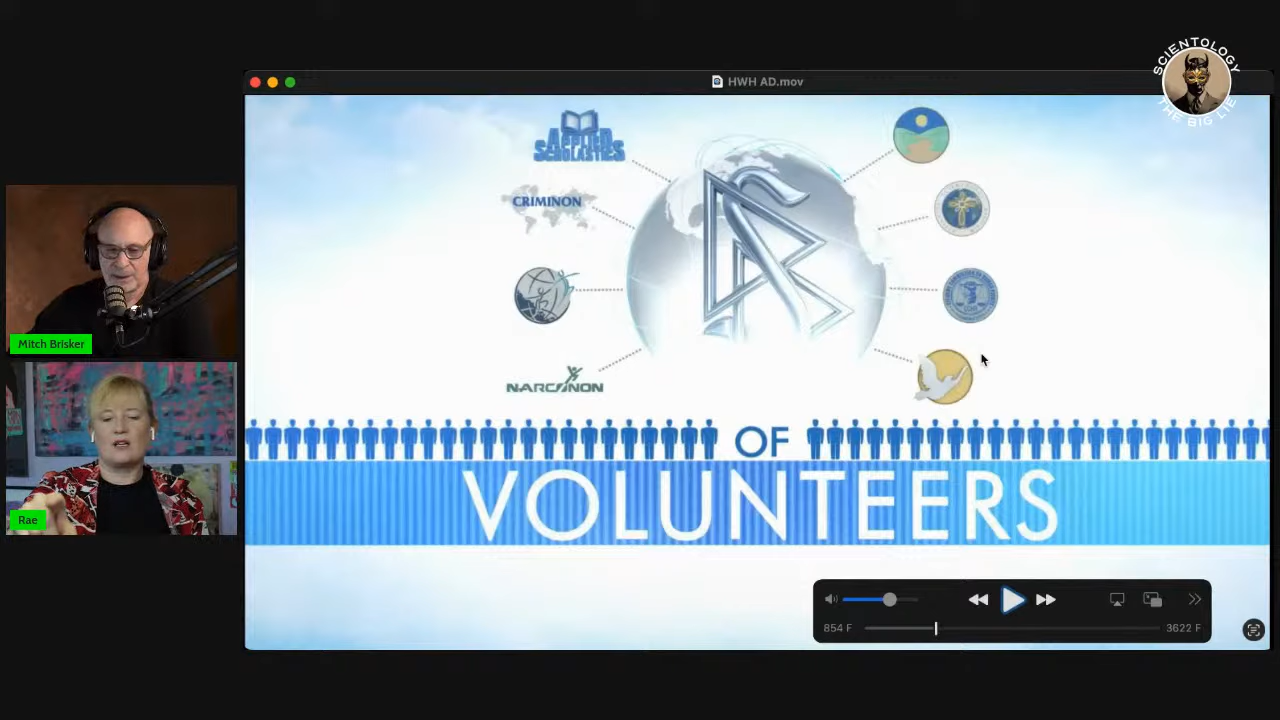 HWH AD.mov
SCIENTOLOGY
THE BIG LIE
APPLIED
SCHOLASTICS
CRIMINON
NARCONON
OF
VOLUNTEERS
Mitch Brisker
Rae
854 F
3622 F